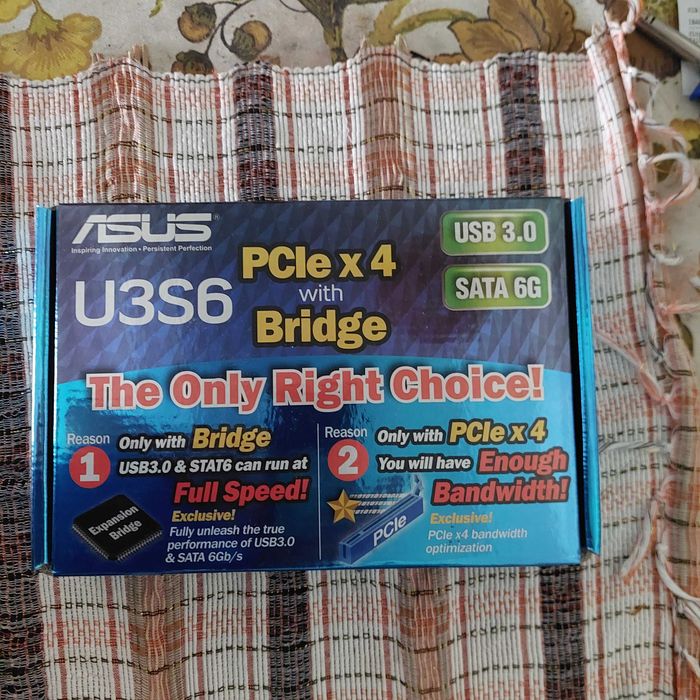 ASUS®
Inspiring Innovation • Persistent Perfection
U3S6
PCIe x 4
with
Bridge
USB 3.0
SATA 6G
The Only Right Choice!
Reason
1
Only with Bridge
USB3.0 & STAT6 can run at
Full Speed!
Exclusive!
Fully unleash the true
performance of USB3.0
& SATA 6Gb/s
Expansion
Bridge
Reason
2
Only with PCIe x 4
You will have Enough
Bandwidth!
Exclusive!
PCIe x4 bandwidth
optimization
PCIe